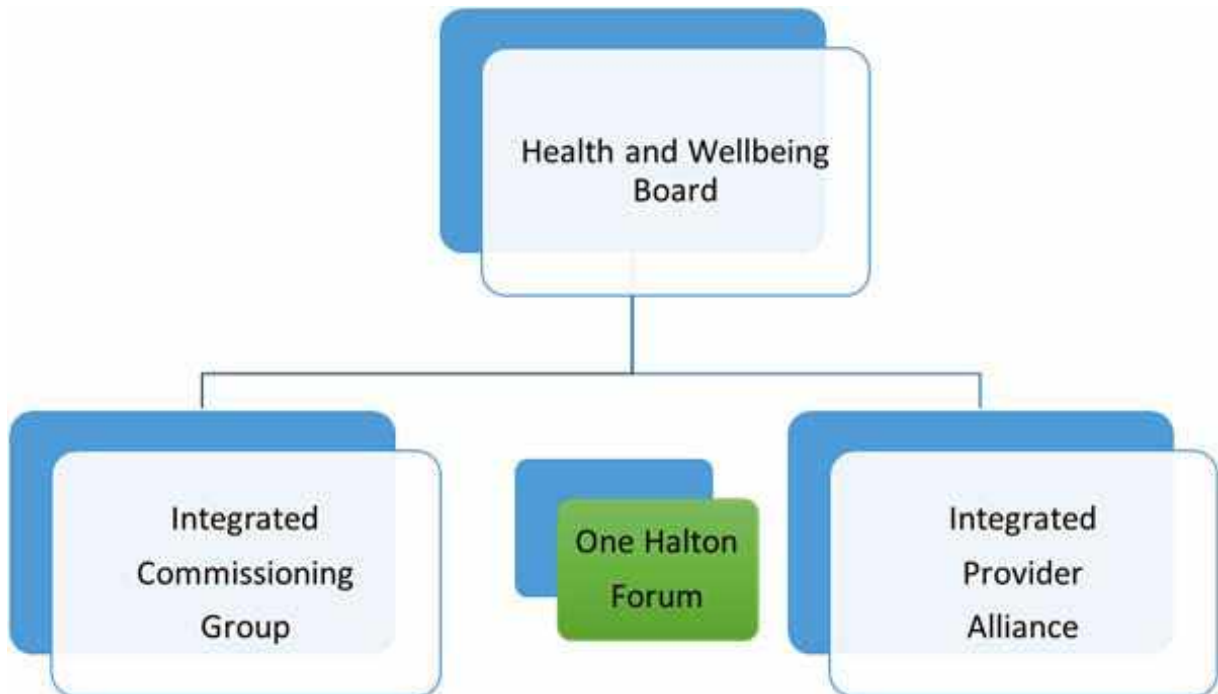 Health and Wellbeing
Board
Integrated
Commissioning
Group
One Halton
Forum
Integrated
Provider
Alliance